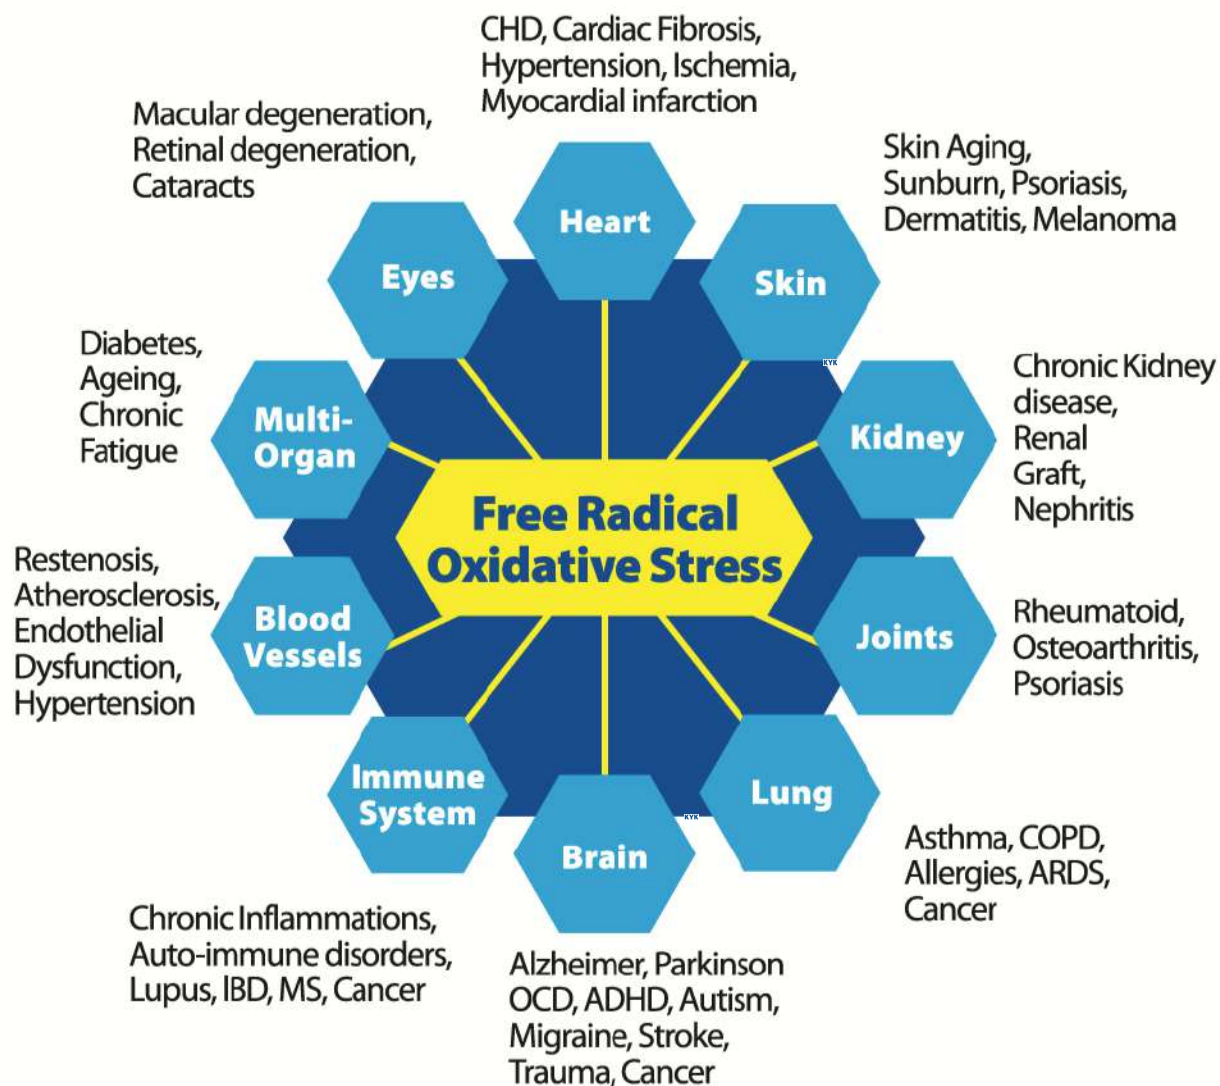 CHD, Cardiac Fibrosis,
Hypertension, Ischemia,
Myocardial infarction
Macular degeneration,
Retinal degeneration,
Cataracts
Skin Aging,
Sunburn, Psoriasis,
Dermatitis, Melanoma
Heart
Eyes
Skin
KYK
Diabetes,
Ageing,
Chronic
Fatigue
Multi-
Organ
Kidney
Chronic Kidney
disease,
Renal
Graft,
Nephritis
Free Radical
Oxidative Stress
Restenosis,
Atherosclerosis,
Endothelial
Dysfunction,
Hypertension
Blood
Vessels
Joints
Rheumatoid,
Osteoarthritis,
Psoriasis
Immune
System
Brain
KYK
Lung
Asthma, COPD,
Allergies, ARDS,
Cancer
Chronic Inflammations,
Auto-immune disorders,
Lupus, IBD, MS, Cancer
Alzheimer, Parkinson
OCD, ADHD, Autism,
Migraine, Stroke,
Trauma, Cancer